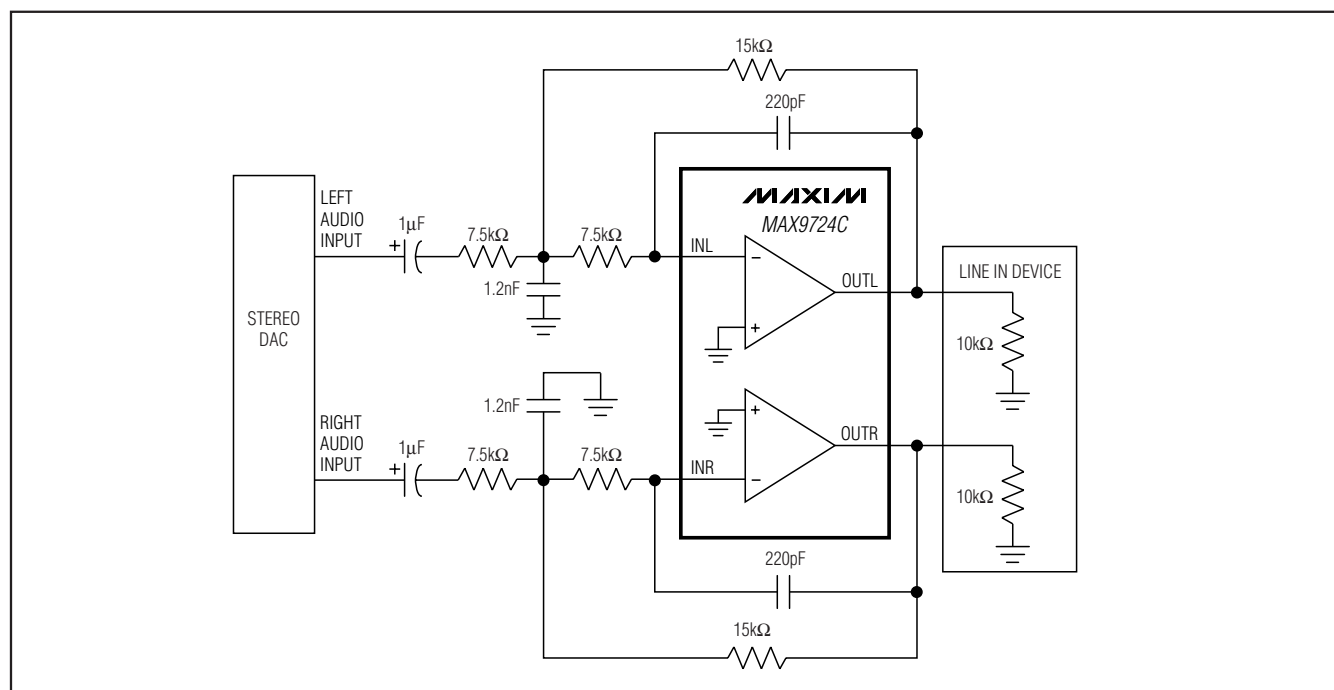 15kΩ
220pF
LEFT
AUDIO
INPUT
1µF
+
7.5kΩ
7.5kΩ
INL
1.2nF
MAXIM
MAX9724C
−
+
OUTL
LINE IN DEVICE
10kΩ
STEREO
DAC
1.2nF
RIGHT
AUDIO
INPUT
1µF
+
7.5kΩ
7.5kΩ
INR
+
−
OUTR
10kΩ
220pF
15kΩ